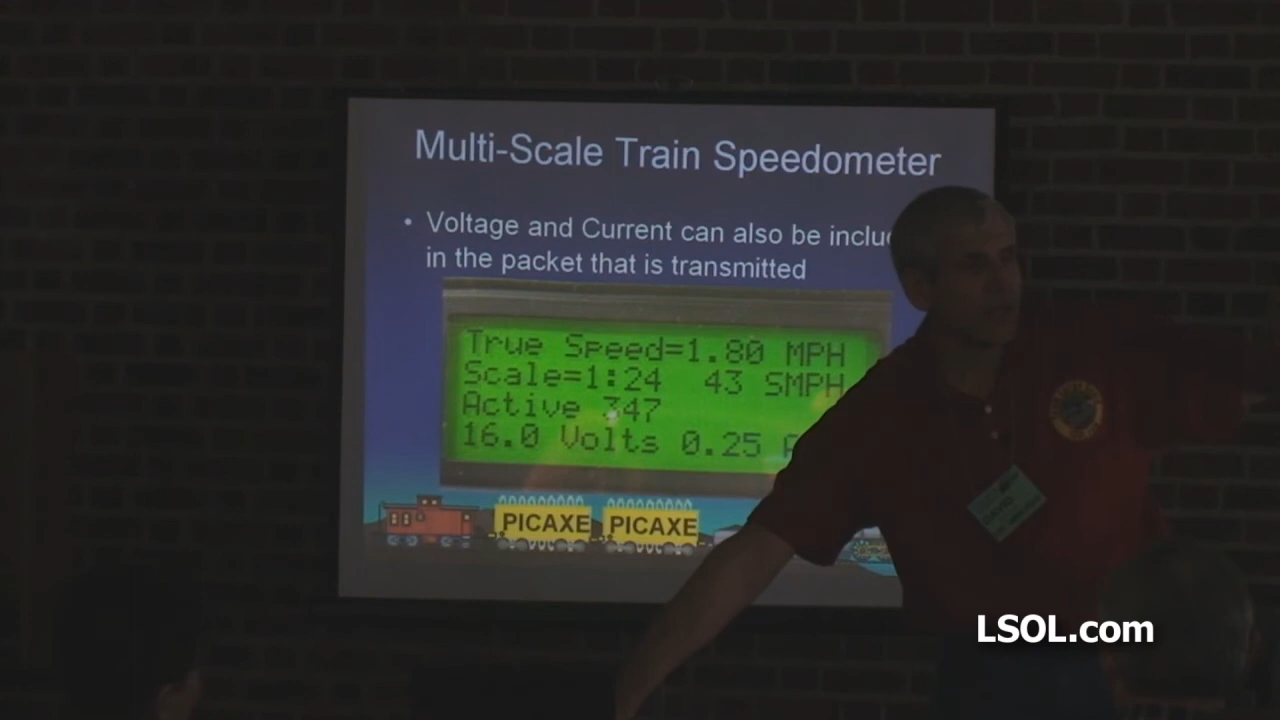 Multi-Scale Train Speedometer
• Voltage and Current can also be inclu
in the packet that is transmitted
True Speed=1.80 MPH
Scale=1:24 43 SMPH
Active 347
16.0 Volts 0.25 A
PICAXE PICAXE
LSOL.com